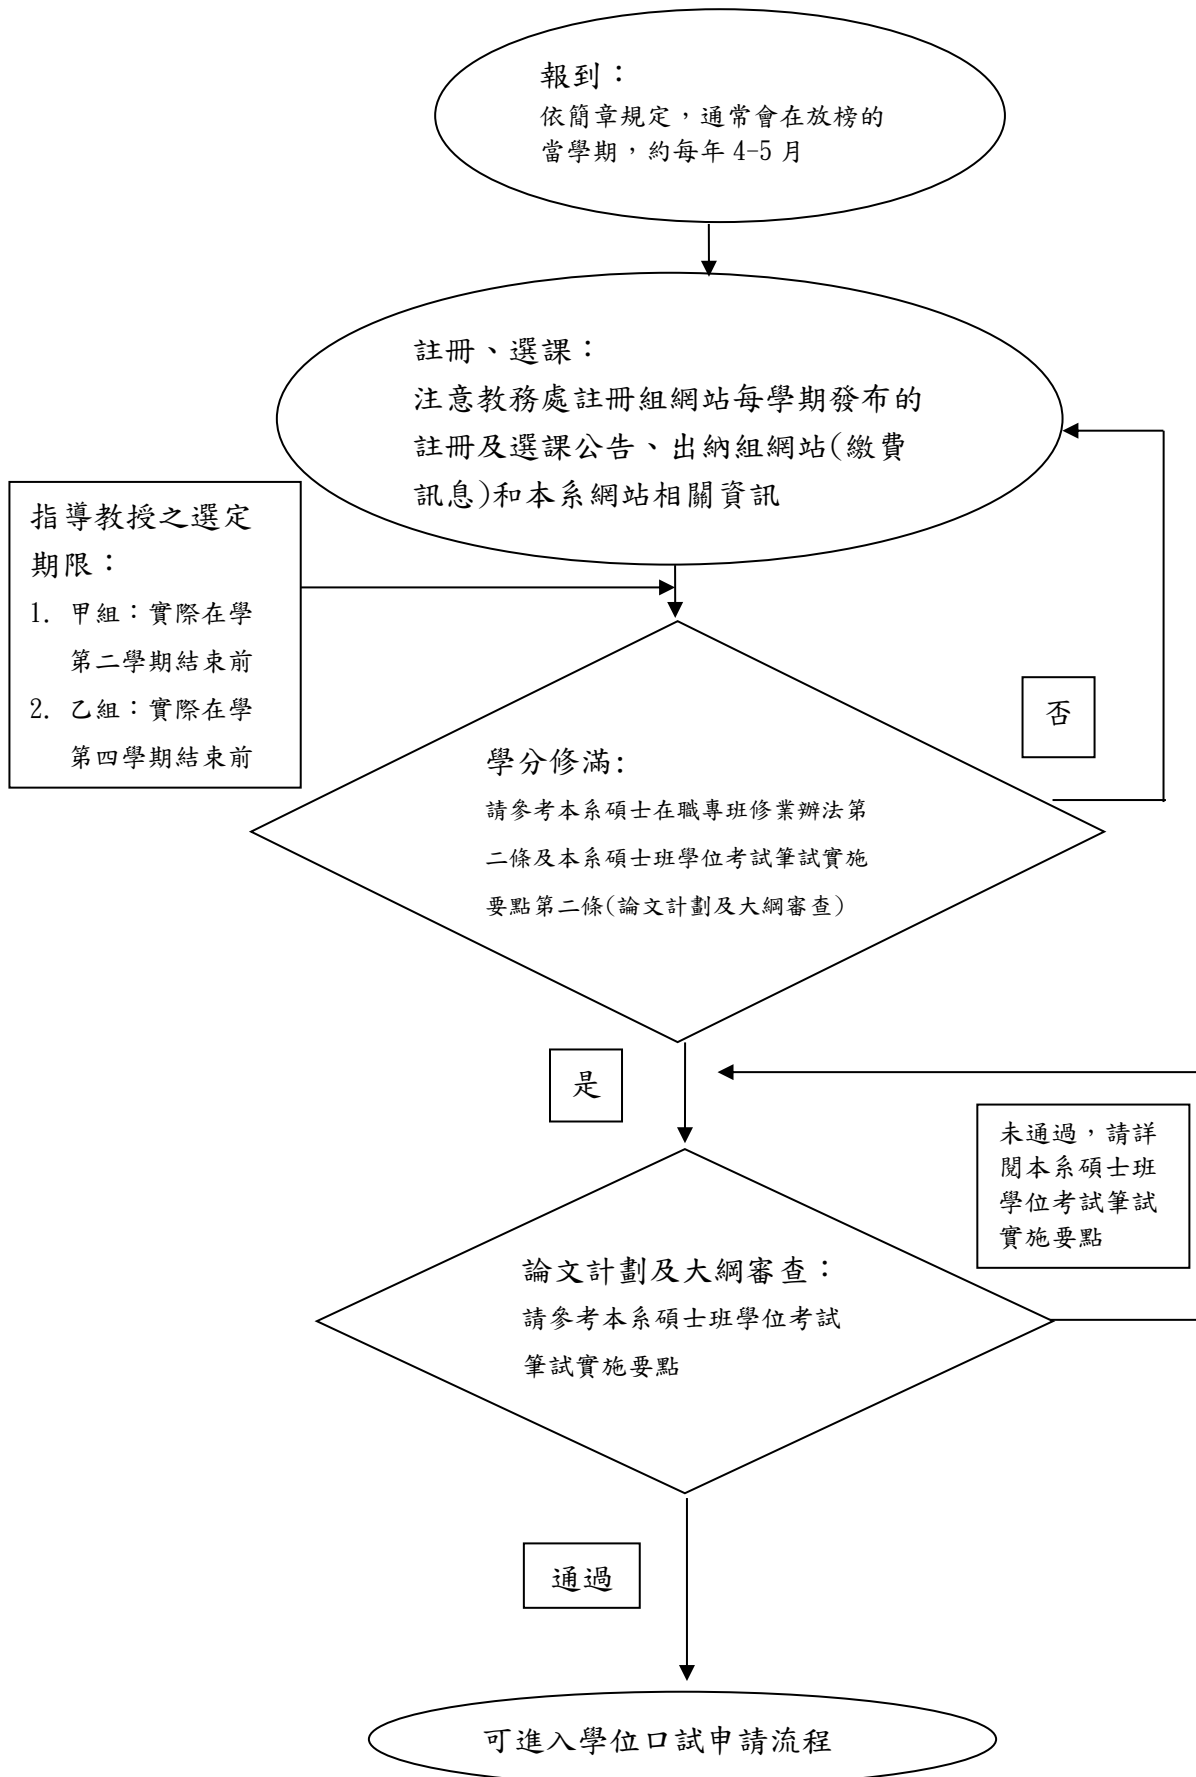 報到：
依簡章規定，通常會在放榜的
當學期，約每年 4-5 月
註冊、選課：
注意教務處註冊組網站每學期發布的
註冊及選課公告、出納組網站(繳費
訊息)和本系網站相關資訊
指導教授之選定
期限：
1. 甲組：實際在學
第二學期結束前
2. 乙組：實際在學
第四學期結束前
否
學分修滿:
請參考本系碩士在職專班修業辦法第
二條及本系碩士班學位考試筆試實施
要點第二條(論文計劃及大綱審查)
是
未通過，請詳
閱本系碩士班
學位考試筆試
實施要點
論文計劃及大綱審查：
請參考本系碩士班學位考試
筆試實施要點
通過
可進入學位口試申請流程